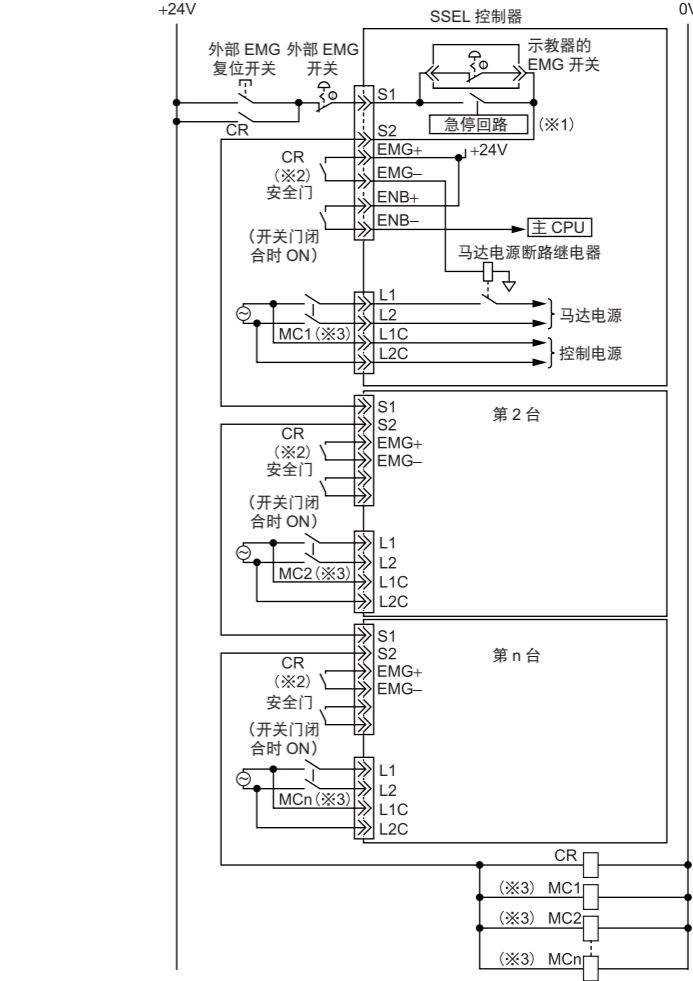 +24V
0V
SSEL 控制器
外部 EMG
复位开关
外部 EMG
开关
示教器的
EMG 开关
S1
急停回路
（※1）
CR
S2
EMG+
+24V
CR
（※2）
安全门
EMG−
ENB+
ENB−
主 CPU
（开关门闭
合时 ON）
马达电源断路继电器
L1
L2
马达电源
MC1（※3）
L1C
L2C
控制电源
S1
第 2 台
S2
CR
（※2）
安全门
EMG+
EMG−
（开关门闭
合时 ON）
L1
L2
MC2（※3）
L1C
L2C
S1
S2
第 n 台
CR
（※2）
安全门
EMG+
EMG−
（开关门闭
合时 ON）
L1
L2
MCn（※3）
L1C
L2C
CR
（※3） MC1
（※3） MC2
（※3） MCn